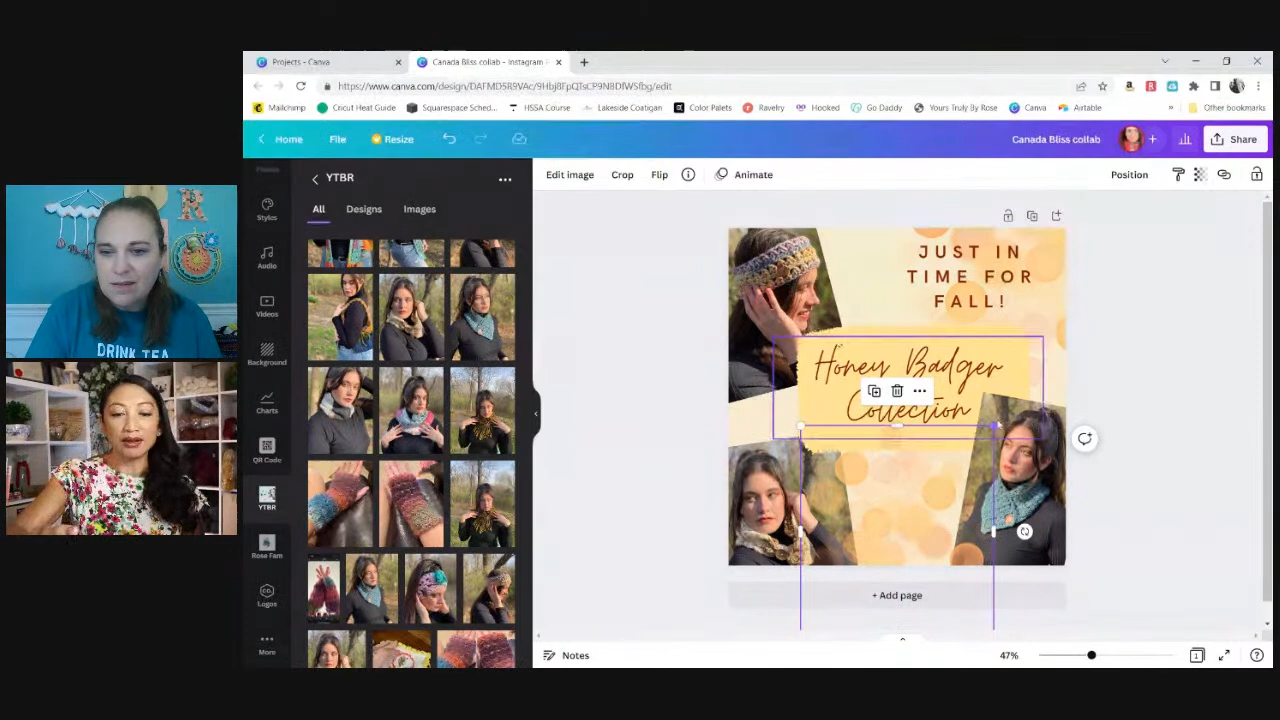 Projects - Canva
Canada Bliss collab - Instagram
https://www.canva.com/design/DAFMD5R9VAc/9Hbj8EpQTsCP9N8DfWSfbg/edit
Mailchimp
Cricut Heat Guide
Squarespace Sched...
HSSA Course
Lakeside Coatigan
Color Palets
Ravelry
Hooked
Go Daddy
Yours Truly By Rose
Canva
Airtable
»
Other bookmarks
Home
File
Resize
Canada Bliss collab
+
Share
YTBR
Edit image
Crop
Flip
Animate
Position
All
Designs
Images
Styles
Audio
Videos
Background
Charts
QR Code
YTBR
Rose Fam
CO.
Logos
More
JUST IN
TIME FOR
FALL!
Honey Badger
Collection
+ Add page
Notes
47%
1
?
R
DRINK TEA